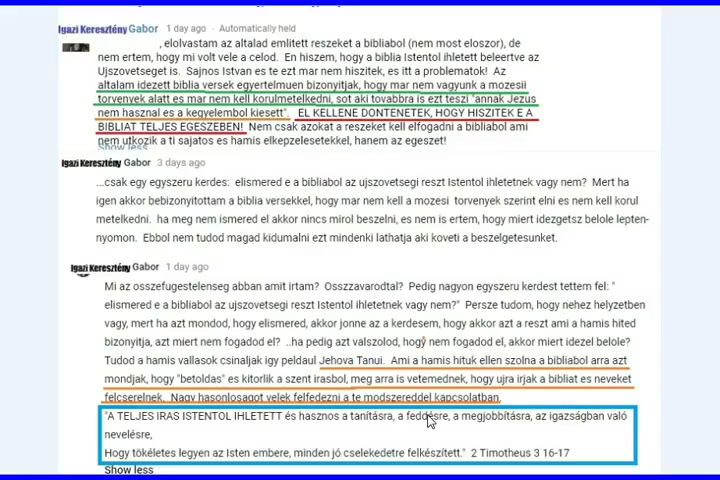 Igazi Keresztény Gabor 1 day ago · Automatically held
, elolvastam az altalad emlitett reszeket a bibliabol (nem most eloszor), de
nem ertem, hogy mi volt vele a celod. En hiszem, hogy a biblia Istentol ihletett beleertve az
Ujszovetseget is. Sajnos Istvan es te ezt mar nem hiszitek, es itt a problematok! Az
altalam idezett biblia versek egyertelmuen bizonyitjak, hogy mar nem vagyunk a mozesii
torvenyek alatt es mar nem kell korulmetelkedni, sot aki tovabbra is ezt teszi "annak Jezus
nem hasznal es a kegyelembol kiesett". EL KELLENE DONTENETEK, HOGY HISZITEK E A
BIBLIAT TELJES EGESZEBEN! Nem csak azokat a reszeket kell elfogadni a bibliabol ami
nem utkozik a ti sajatos es hamis elkepzelesetekkel, hanem az egeszet!
Show less
Igazi Keresztény Gabor 3 days ago
...csak egy egyszeru kerdes: elismered e a bibliabol az ujszovetsegi reszt Istentol ihletetnek vagy nem? Mert ha
igen akkor bebizonyitottam a biblia versekkel, hogy mar nem kell a mozesi torvenyek szerint elni es nem kell korul
metelkedni. ha meg nem ismered el akkor nincs mirol beszelni, es nem is ertem, hogy miert idezgetsz belole lepten-
nyomon. Ebbol nem tudod magad kidumalni ezt mindenki lathatja aki koveti a beszelgetesunket.
Igazi Keresztény Gabor 1 day ago
Mi az osszefugestelenseg abban amit irtam? Osszzavarodtal? Pedig nagyon egyszeru kerdest tettem fel: "
elismered e a bibliabol az ujszovetsegi reszt Istentol ihletetnek vagy nem?" Persze tudom, hogy nehez helyzetben
vagy, mert ha azt mondod, hogy elismered, akkor jonne az a kerdesem, hogy akkor azt a reszt ami a hamis hited
bizonyitja, azt miert nem fogadod el? ..ha pedig azt valszolod, hogy nem fogadod el, akkor miert idezel belole?
Tudod a hamis vallasok csinaljak igy peldaul Jehova Tanui. Ami a hamis hituk ellen szolna a bibliabol arra azt
mondjak, hogy "betoldas" es kitorlik a szent irasbol, meg arra is vetemednek, hogy ujra irjak a bibliat es neveket
felcserelnek. Nagy hasonlosagot velek felfedezni a te modszereddel kapcsolatban.
"A TELJES IRAS ISTENTOL IHLETETT és hasznos a tanításra, a feddésre, a megjobbításra, az igazságban való
nevelésre,
Hogy tökéletes legyen az Isten embere, minden jó cselekedetre felkészített." 2 Timotheus 3 16-17
Show less